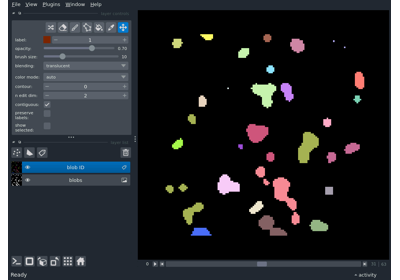 File View Plugins Window Help
label: 1
opacity: 0.70
brush size: 10
blending: translucent
color mode: auto
contour: 0
n edit dim: 2
contiguous: ✓
preserve labels:
show selected:
blob ID
blobs
0
Ready
activity